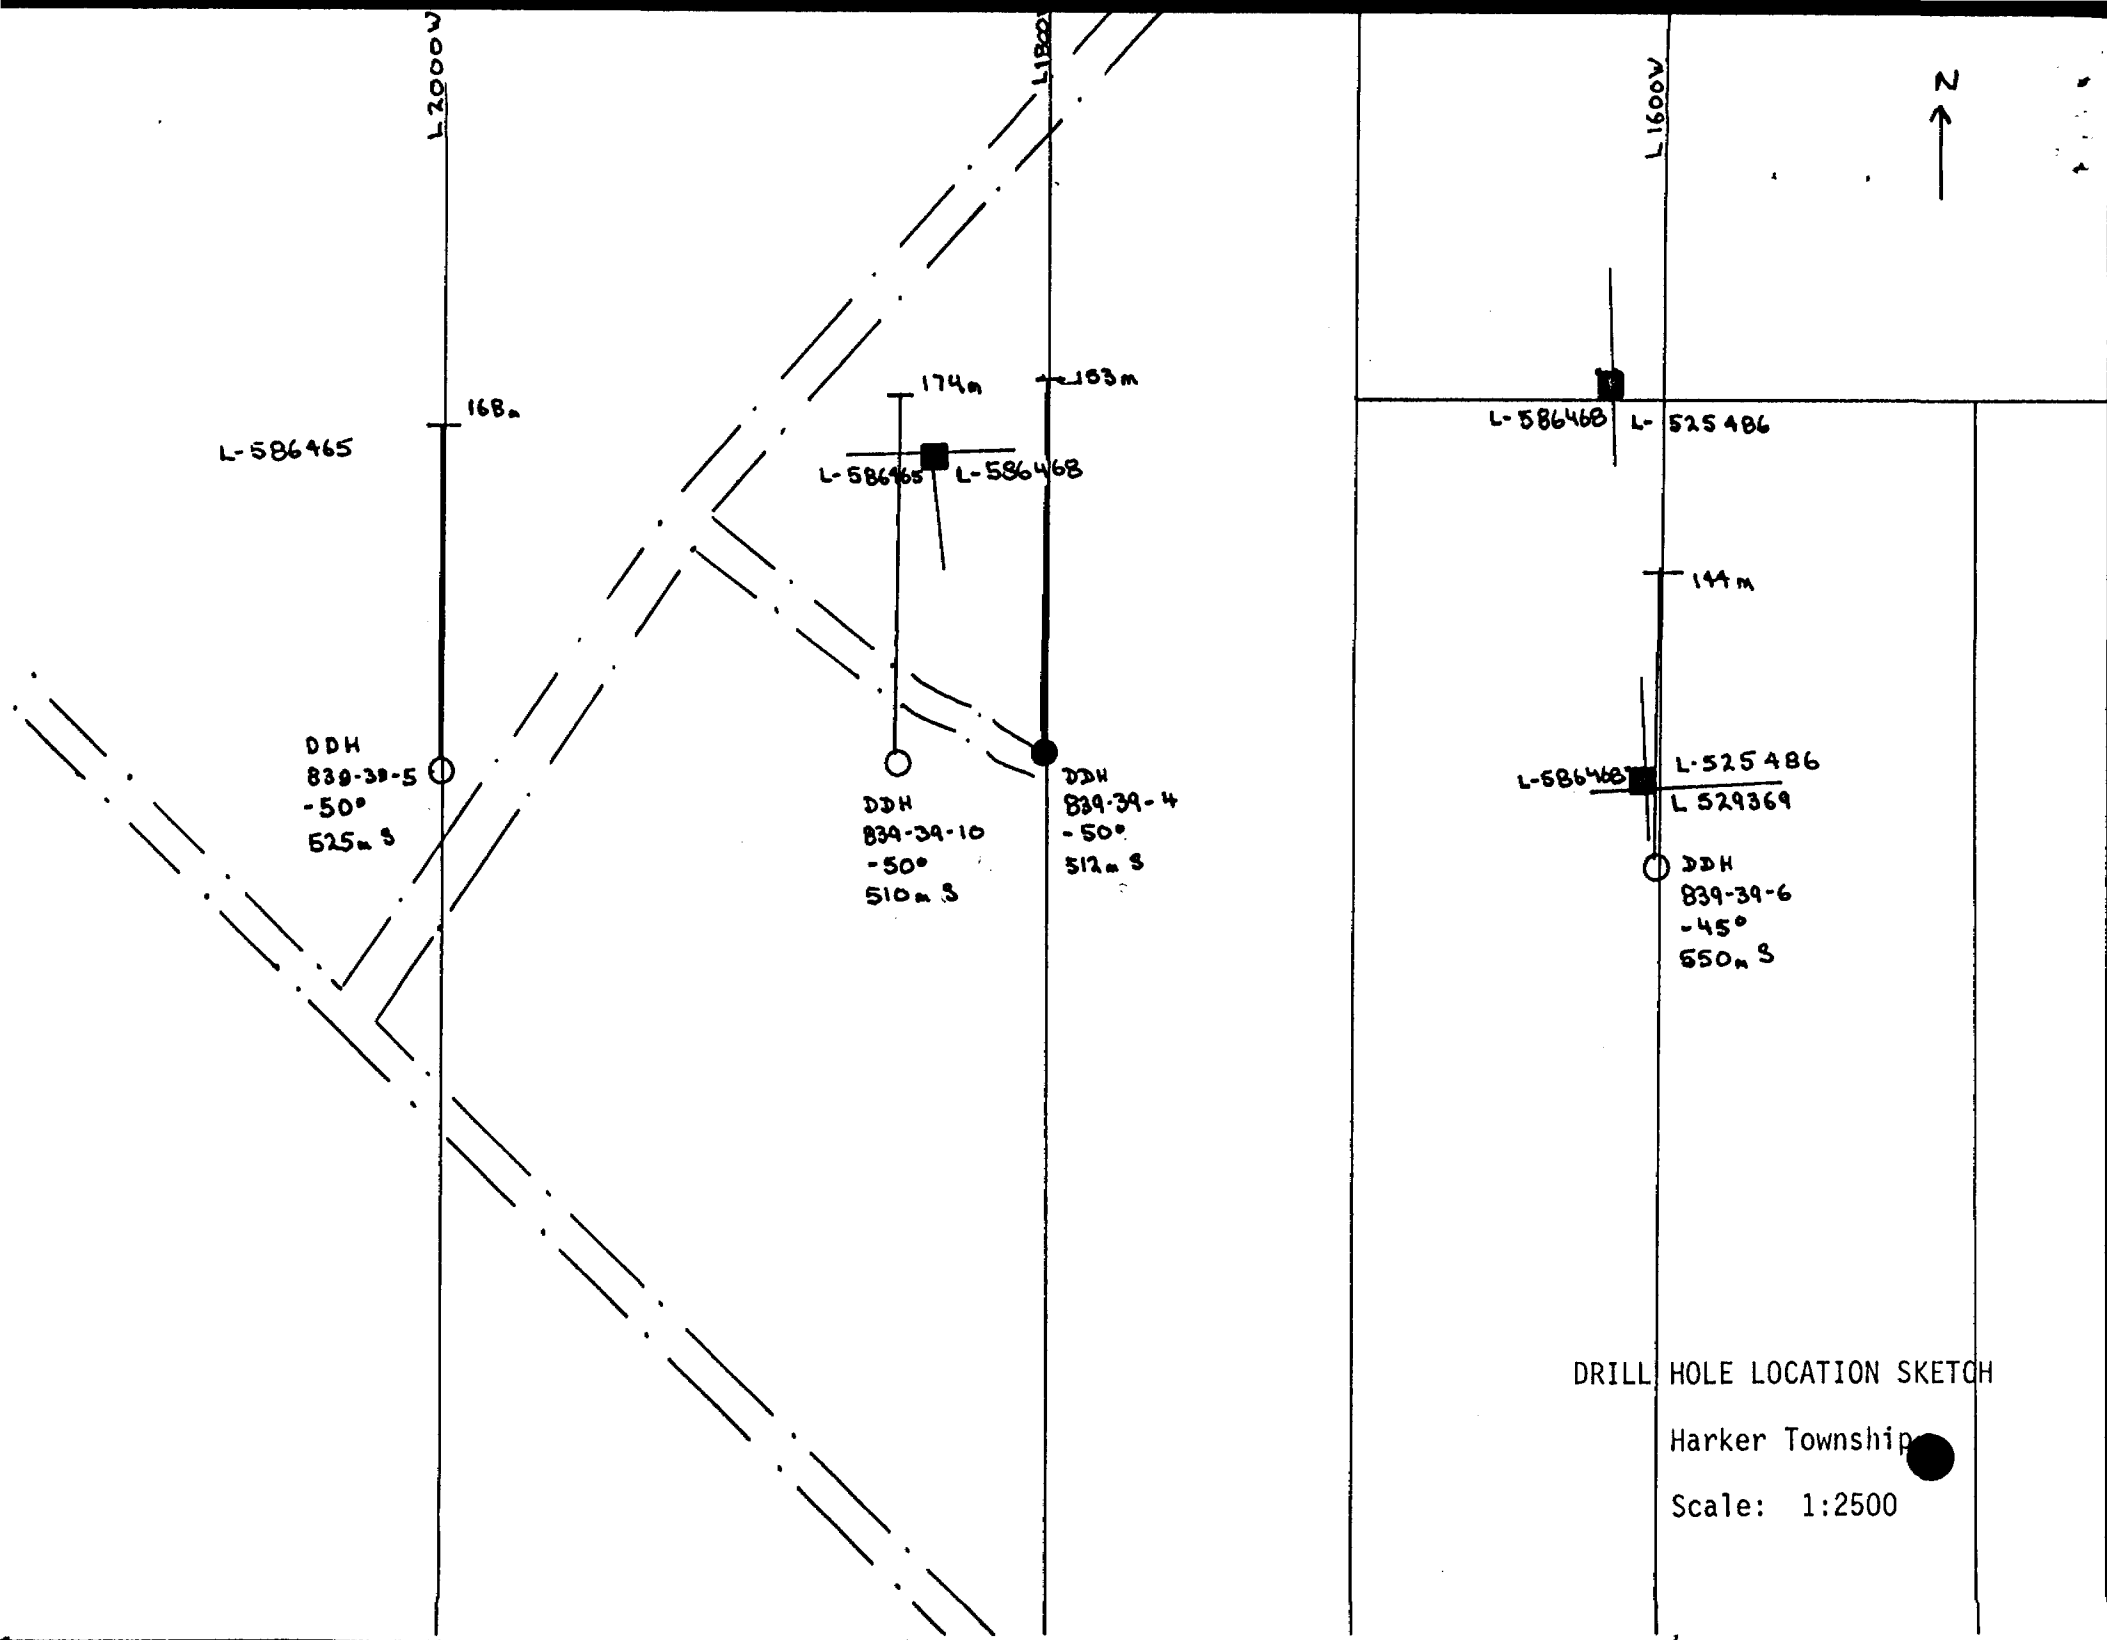 L2000W
L1800
L1600W
N
174m
153m
168m
L-586465
L-586465
L-586468
L-586468
L-525486
144m
DDH
839-39-5
-50°
525m S
DDH
839-39-10
-50°
510m S
DDH
839-39-4
-50°
512m S
L-586468
L-525486
L 529369
DDH
839-39-6
-45°
550m S
DRILL HOLE LOCATION SKETCH
Harker Township
Scale: 1:2500